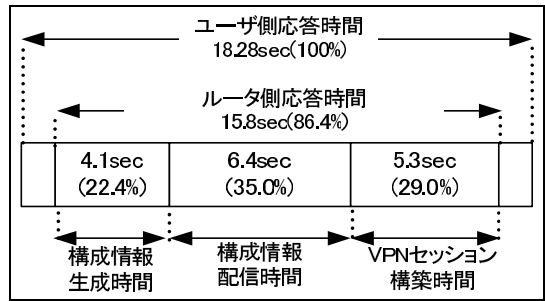 ユーザ側応答時間
18.28sec(100%)
ルータ側応答時間
15.8sec(86.4%)
4.1sec
(22.4%)
6.4sec
(35.0%)
5.3sec
(29.0%)
構成情報
生成時間
構成情報
配信時間
VPNセッション
構築時間